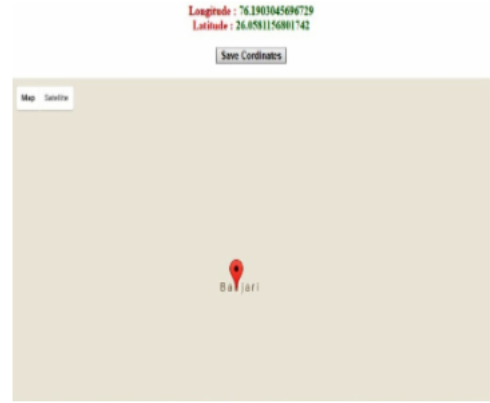 Longitude : 76.1903045696729
Latitude : 26.0581156801742
Save Cordinates
Map Satellite